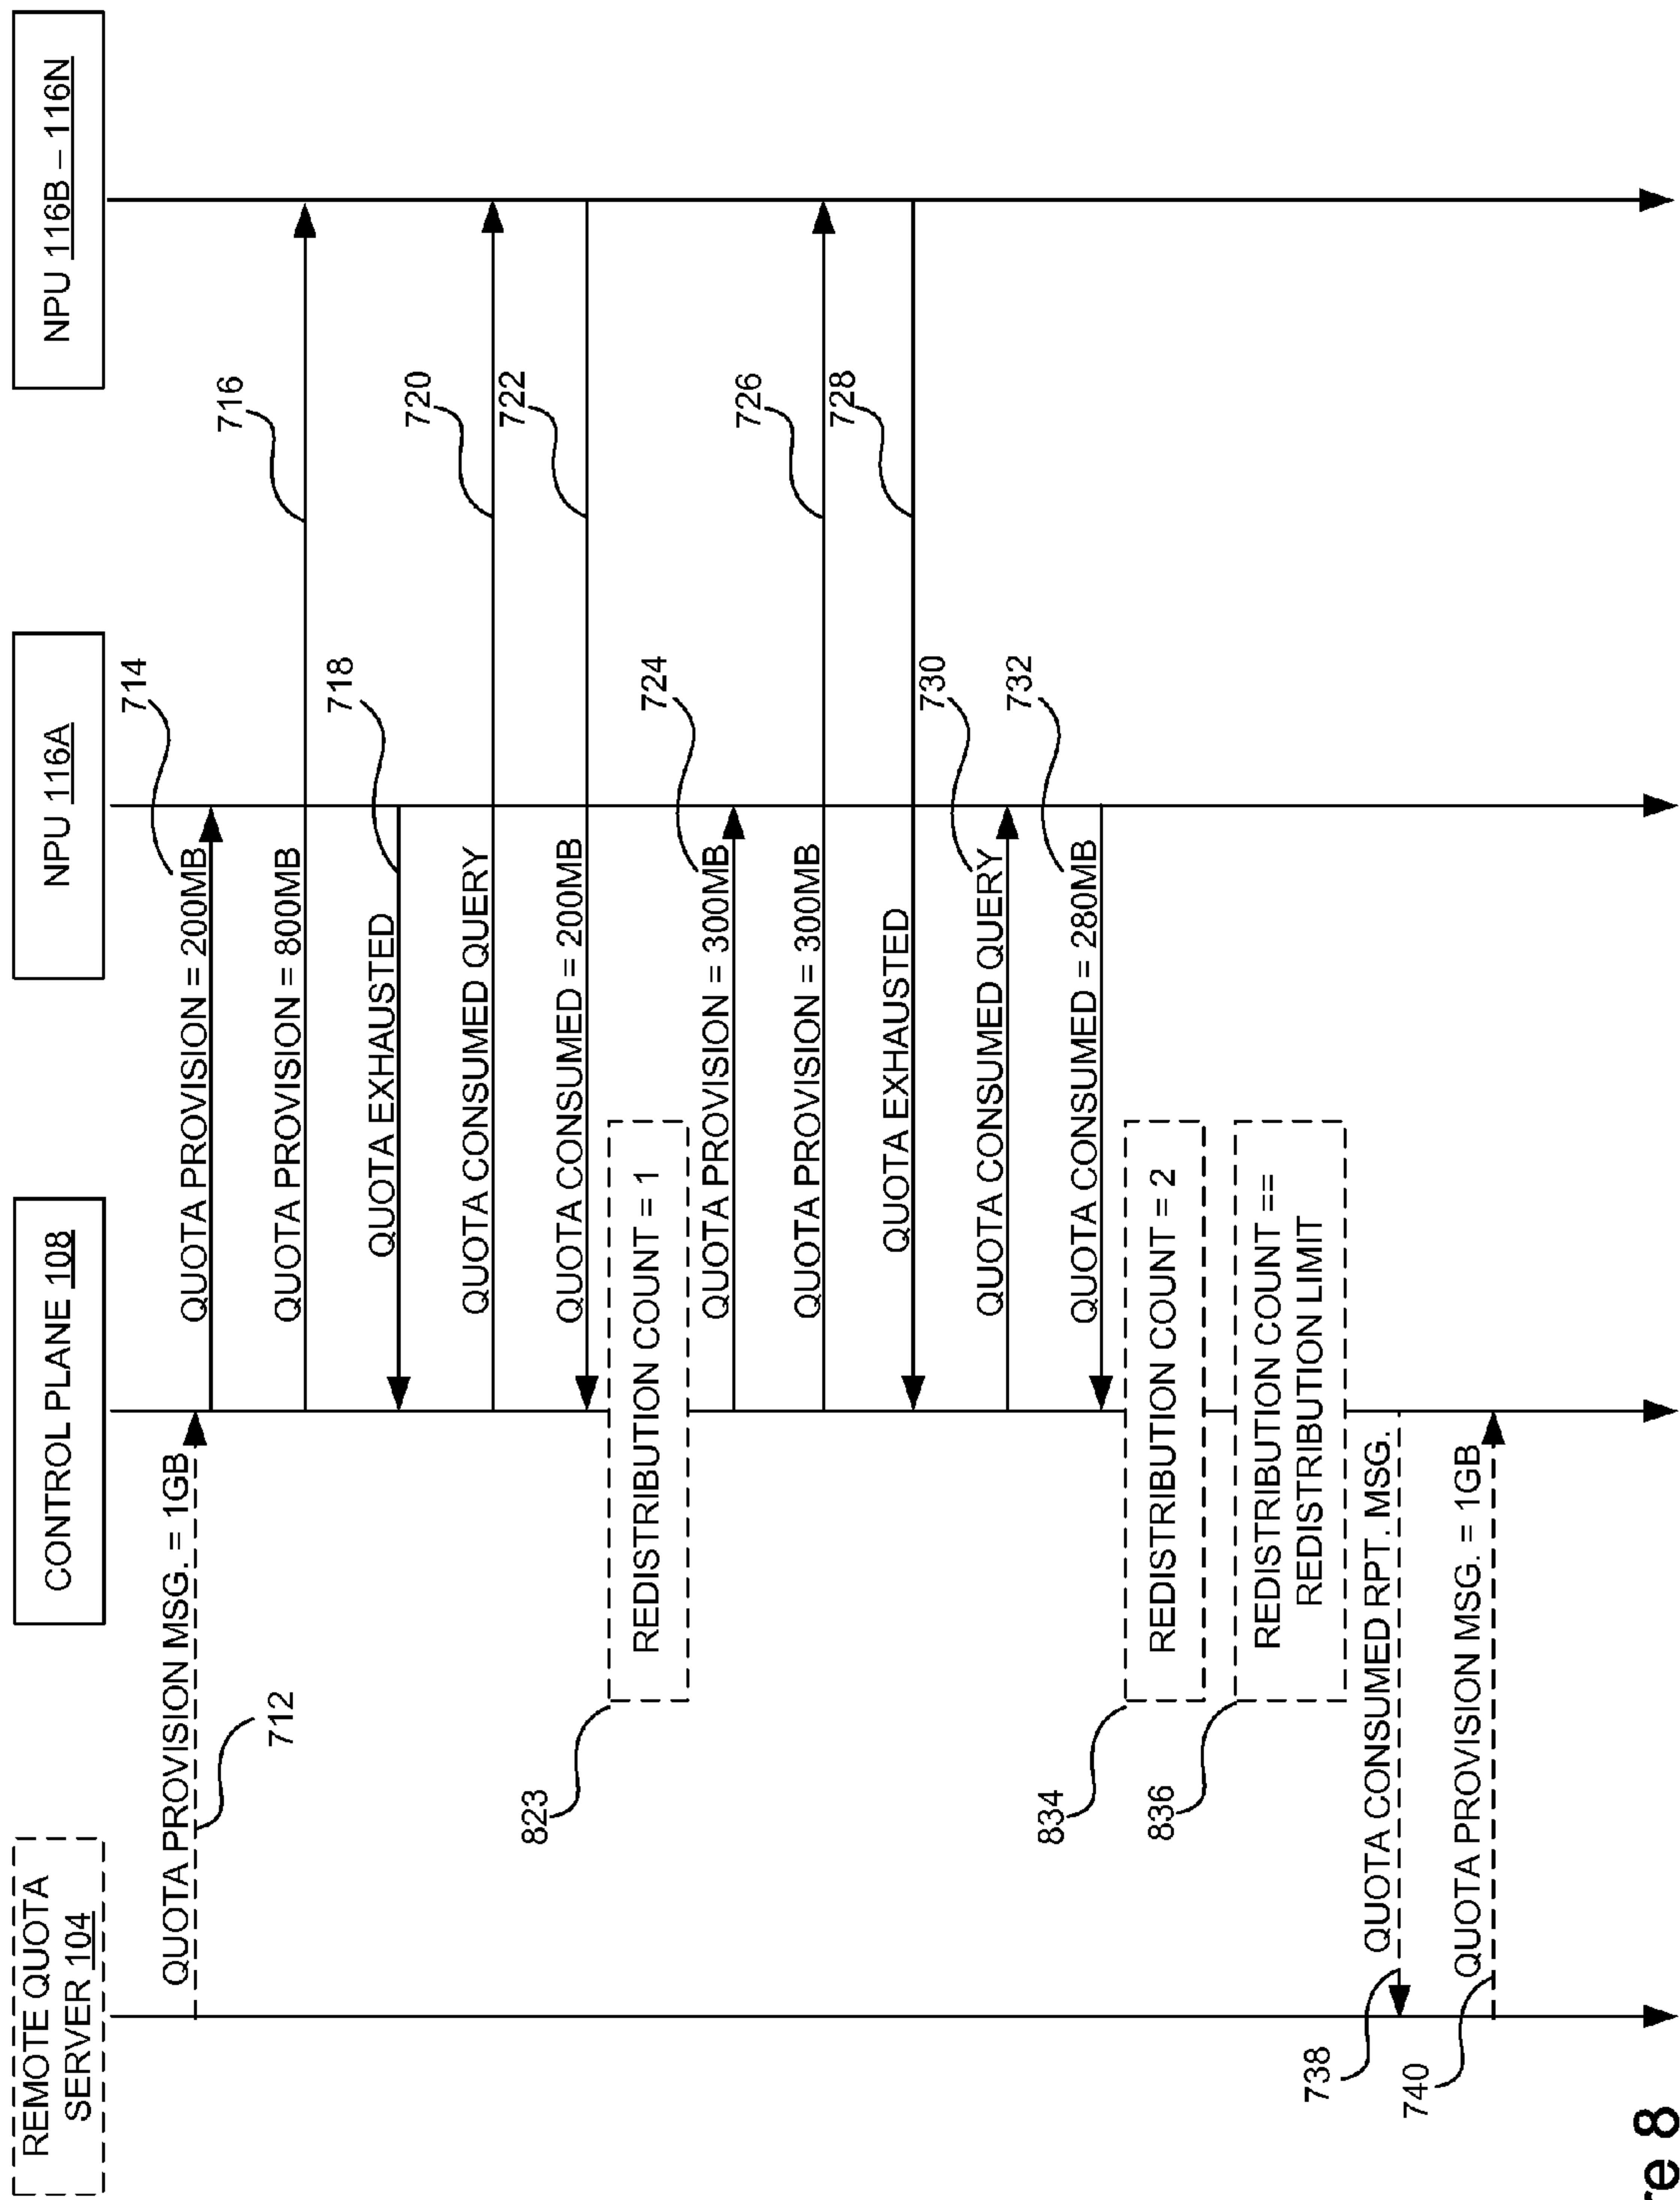 REMOTE QUOTA
SERVER 104
CONTROL PLANE 108
NPU 116A
NPU 116B – 116N
QUOTA PROVISION MSG. = 1GB
712
QUOTA PROVISION = 200MB
714
QUOTA PROVISION = 800MB
716
QUOTA EXHAUSTED
718
QUOTA CONSUMED QUERY
720
QUOTA CONSUMED = 200MB
722
823
REDISTRIBUTION COUNT = 1
QUOTA PROVISION = 300MB
724
QUOTA PROVISION = 300MB
726
QUOTA EXHAUSTED
728
QUOTA CONSUMED QUERY
730
QUOTA CONSUMED = 280MB
732
834
REDISTRIBUTION COUNT = 2
836
REDISTRIBUTION COUNT ==
REDISTRIBUTION LIMIT
738
QUOTA CONSUMED RPT. MSG.
740
QUOTA PROVISION MSG. = 1GB
re 8